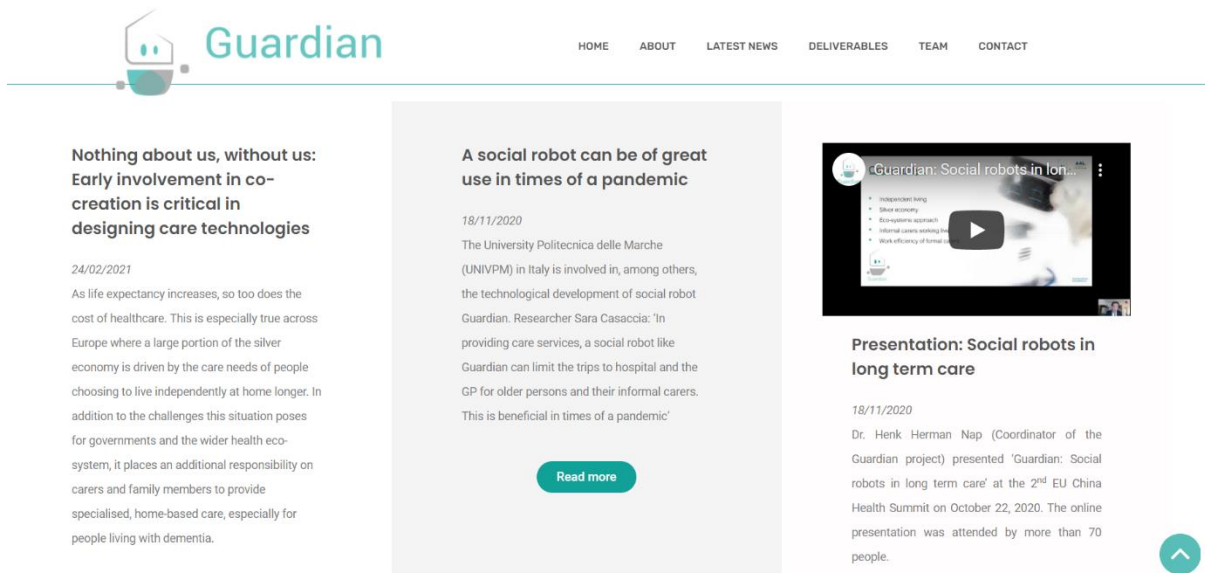 Guardian
HOME ABOUT LATEST NEWS DELIVERABLES TEAM CONTACT
Nothing about us, without us:
Early involvement in co-
creation is critical in
designing care technologies
24/02/2021
As life expectancy increases, so too does the
cost of healthcare. This is especially true across
Europe where a large portion of the silver
economy is driven by the care needs of people
choosing to live independently at home longer. In
addition to the challenges this situation poses
for governments and the wider health eco-
system, it places an additional responsibility on
carers and family members to provide
specialised, home-based care, especially for
people living with dementia.
A social robot can be of great
use in times of a pandemic
18/11/2020
The University Politecnica delle Marche
(UNIVPM) in Italy is involved in, among others,
the technological development of social robot
Guardian. Researcher Sara Casaccia: 'In
providing care services, a social robot like
Guardian can limit the trips to hospital and the
GP for older persons and their informal carers.
This is beneficial in times of a pandemic'
Read more
Guardian: Social robots in lon...
Independent living
Silver economy
Eco-systems approach
Informal carers working
Work efficiency of formal
Presentation: Social robots in
long term care
18/11/2020
Dr. Henk Herman Nap (Coordinator of the
Guardian project) presented 'Guardian: Social
robots in long term care' at the 2nd EU China
Health Summit on October 22, 2020. The online
presentation was attended by more than 70
people.